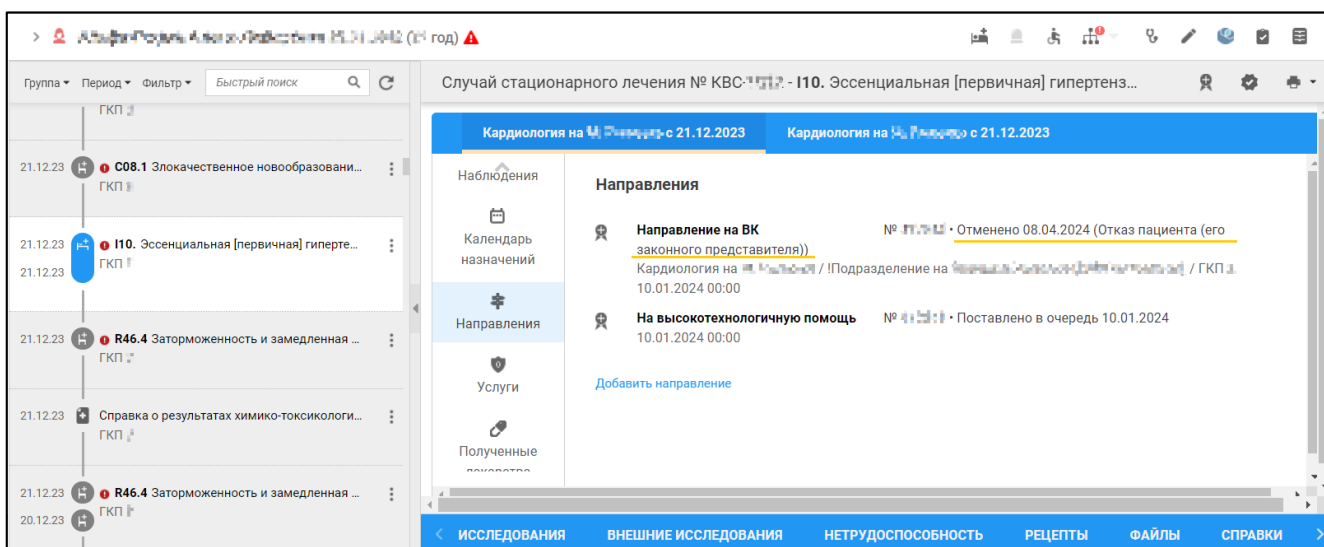 год)
Группа Период Фильтр Быстрый поиск
ГКП
21.12.23 C08.1 Злокачественное новообразовани...
ГКП
21.12.23 I10. Эссенциальная [первичная] гиперте...
21.12.23 ГКП
21.12.23 R46.4 Заторможенность и замедленная ...
ГКП
21.12.23 Справка о результатах химико-токсикологи...
ГКП
21.12.23 R46.4 Заторможенность и замедленная ...
20.12.23 ГКП
Случай стационарного лечения № КВС- - I10. Эссенциальная [первичная] гипертенз...
Кардиология на с 21.12.2023 Кардиология на с 21.12.2023
Наблюдения
Календарь
назначений
Направления
Услуги
Полученные
лекарства
Направления
Направление на ВК № • Отменено 08.04.2024 (Отказ пациента (его
законного представителя))
Кардиология на / !Подразделение на / ГКП
10.01.2024 00:00
На высокотехнологичную помощь № • Поставлено в очередь 10.01.2024
10.01.2024 00:00
Добавить направление
ИССЛЕДОВАНИЯ ВНЕШНИЕ ИССЛЕДОВАНИЯ НЕТРУДОСПОСОБНОСТЬ РЕЦЕПТЫ ФАЙЛЫ СПРАВКИ